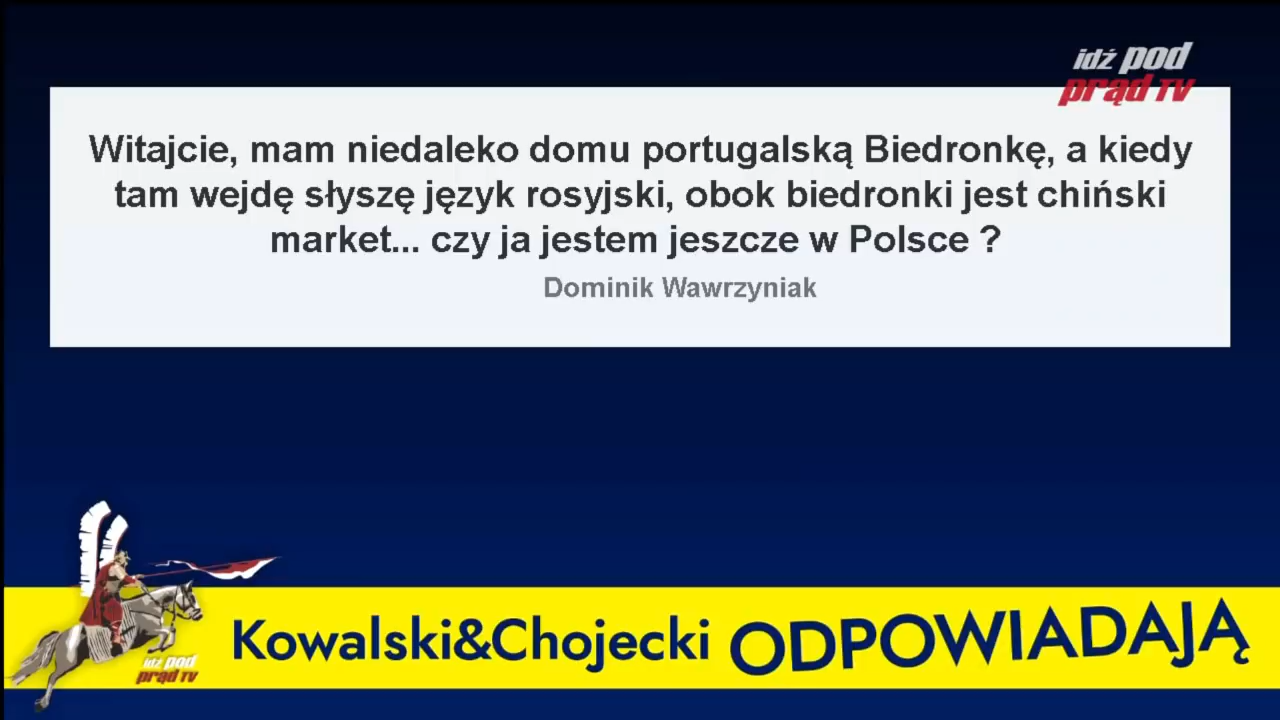 idź pod
prąd TV
Witajcie, mam niedaleko domu portugalską Biedronkę, a kiedy
tam wejdę słyszę język rosyjski, obok biedronki jest chiński
market... czy ja jestem jeszcze w Polsce ?
Dominik Wawrzyniak
Kowalski&Chojecki ODPOWIADAJĄ
idź pod
prąd TV